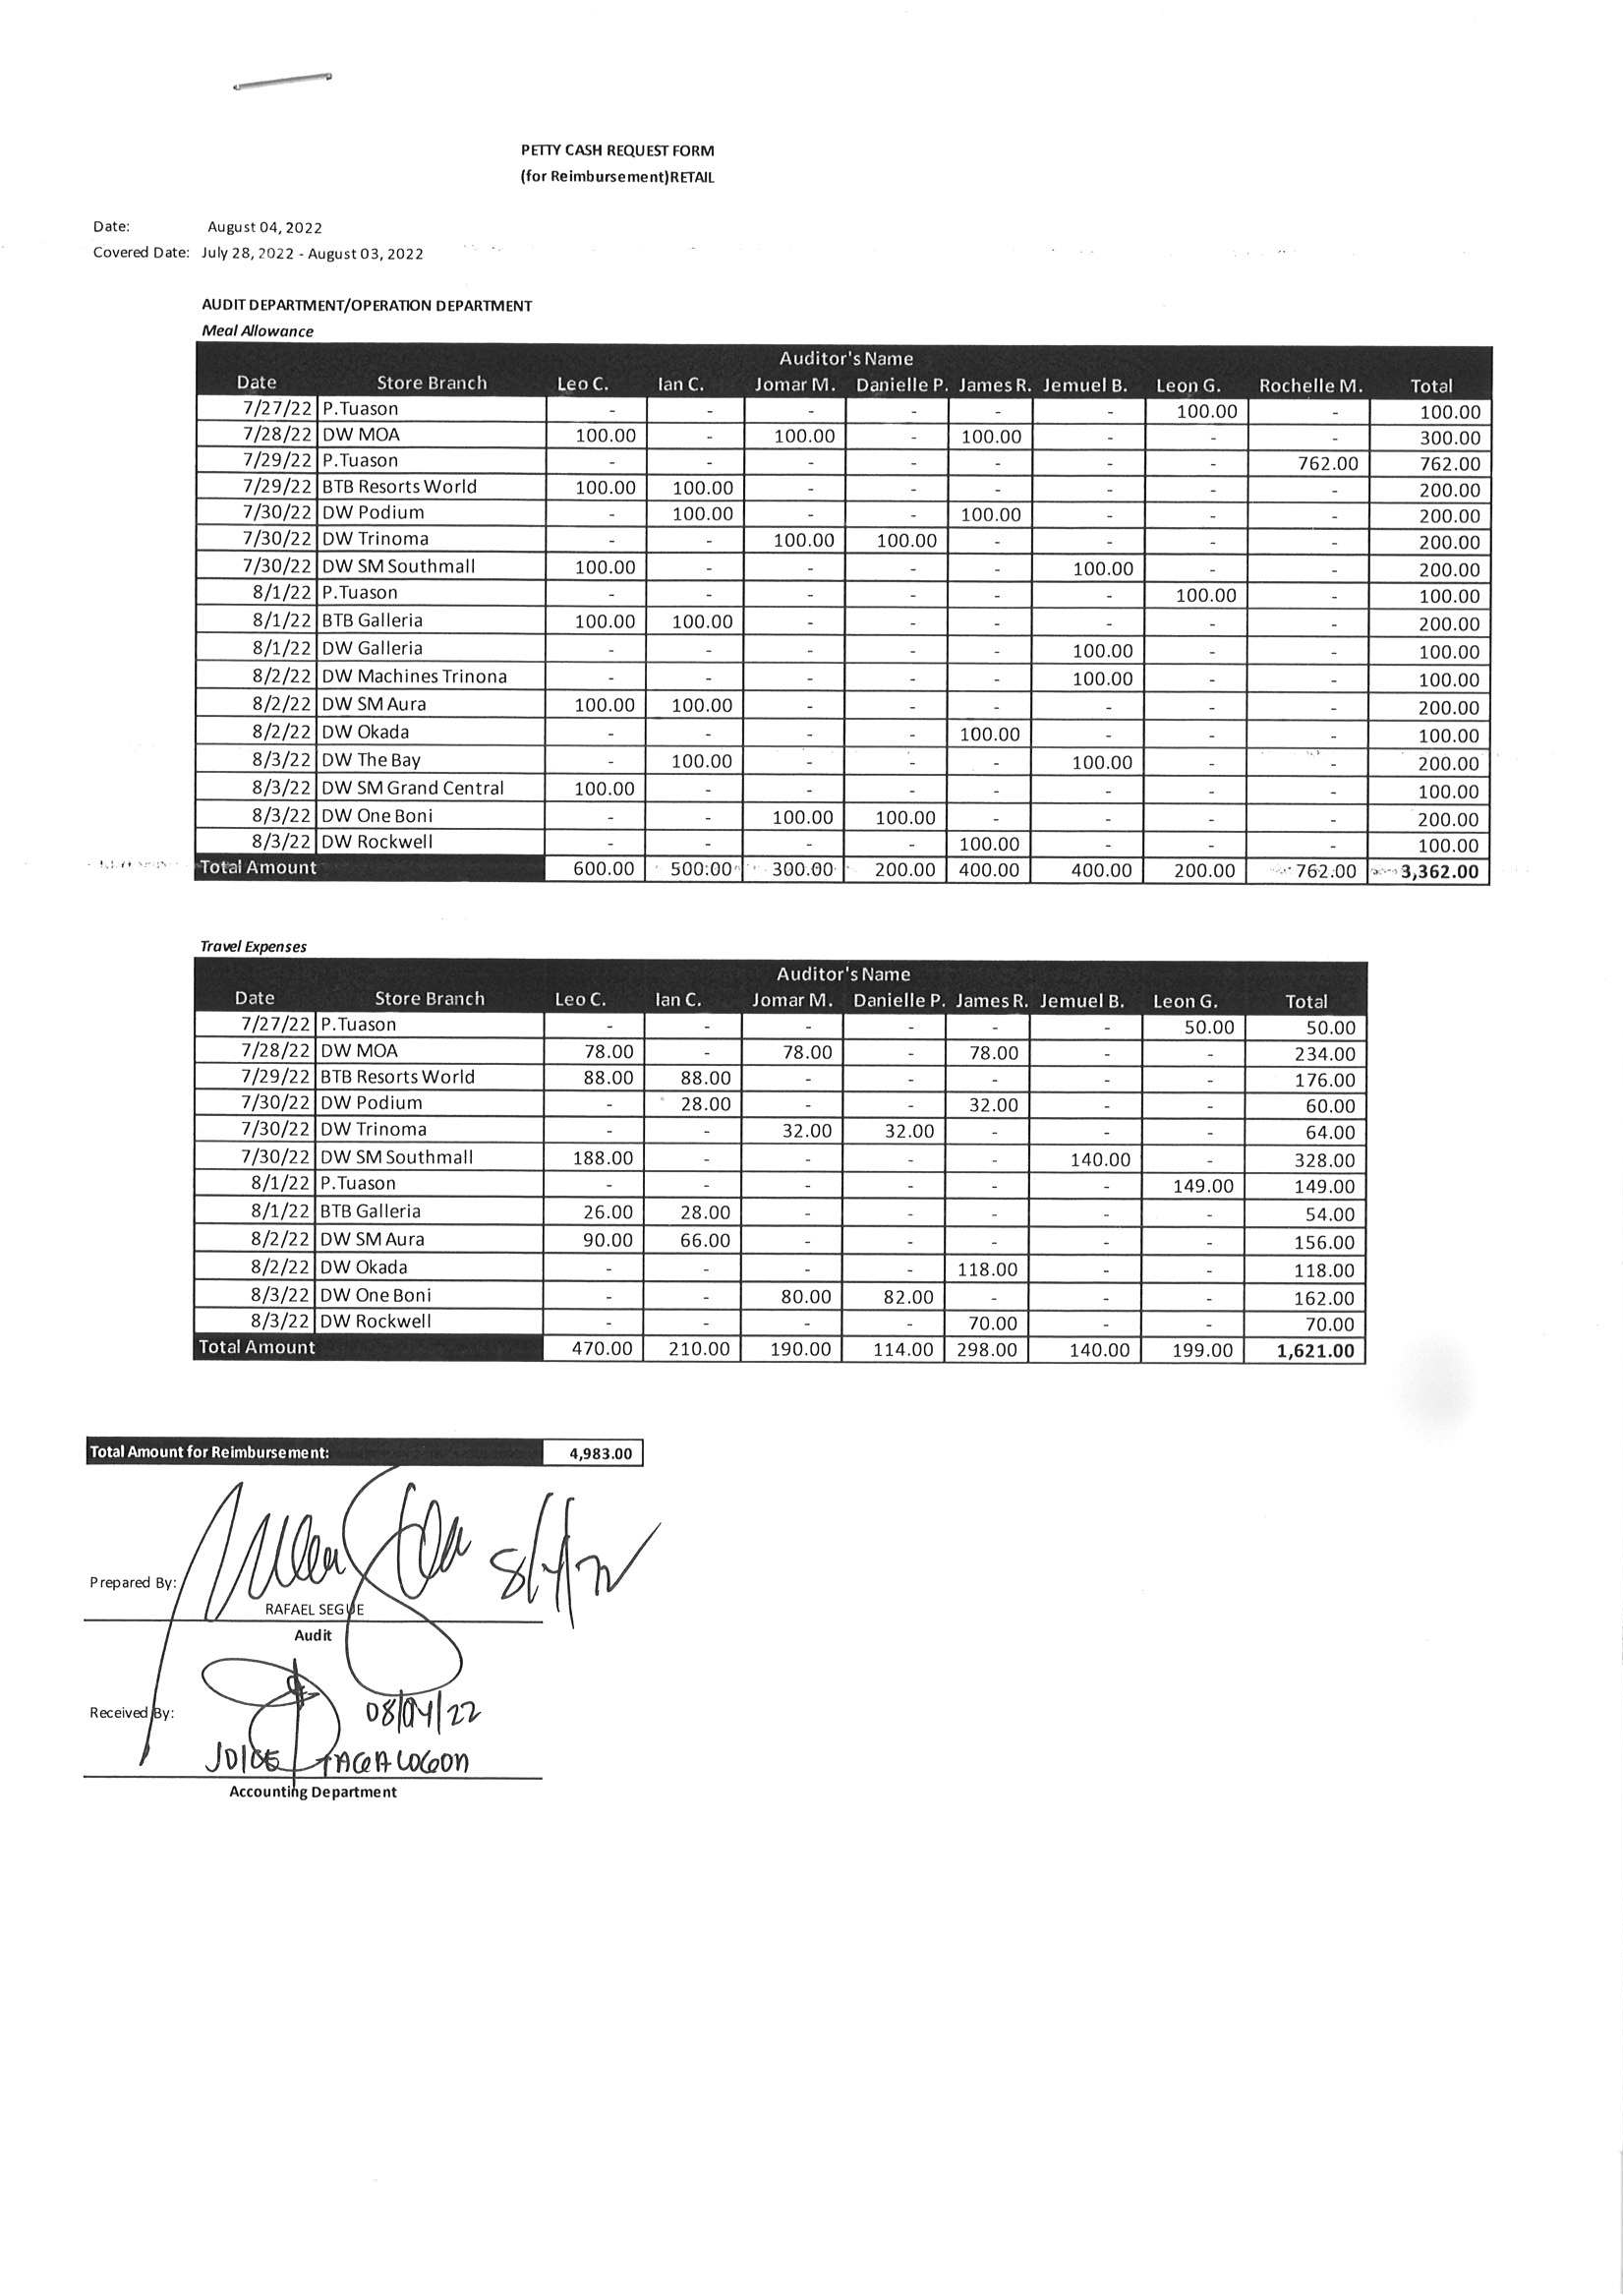 PETTY CASH REQUEST FORM
(for Reimbursement)RETAIL
Date: August 04, 2022
Covered Date: July 28, 2022 - August 03, 2022
AUDIT DEPARTMENT/OPERATION DEPARTMENT
Meal Allowance
Auditor's Name
Date Store Branch Leo C. Ian C. Jomar M. Danielle P. James R. Jemuel B. Leon G. Rochelle M. Total
7/27/22 P.Tuason - - - - - - 100.00 - 100.00
7/28/22 DW MOA 100.00 - 100.00 - 100.00 - - - 300.00
7/29/22 P.Tuason - - - - - - - 762.00 762.00
7/29/22 BTB Resorts World 100.00 100.00 - - - - - - 200.00
7/30/22 DW Podium - 100.00 - - 100.00 - - - 200.00
7/30/22 DW Trinoma - - 100.00 100.00 - - - - 200.00
7/30/22 DW SM Southmall 100.00 - - - - 100.00 - - 200.00
8/1/22 P.Tuason - - - - - - 100.00 - 100.00
8/1/22 BTB Galleria 100.00 100.00 - - - - - - 200.00
8/1/22 DW Galleria - - - - - 100.00 - - 100.00
8/2/22 DW Machines Trinona - - - - - 100.00 - - 100.00
8/2/22 DW SM Aura 100.00 100.00 - - - - - - 200.00
8/2/22 DW Okada - - - - 100.00 - - - 100.00
8/3/22 DW The Bay - 100.00 - - - 100.00 - - 200.00
8/3/22 DW SM Grand Central 100.00 - - - - - - - 100.00
8/3/22 DW One Boni - - 100.00 100.00 - - - - 200.00
8/3/22 DW Rockwell - - - - 100.00 - - - 100.00
Total Amount 600.00 500.00 300.00 200.00 400.00 400.00 200.00 762.00 3,362.00
Travel Expenses
Auditor's Name
Date Store Branch Leo C. Ian C. Jomar M. Danielle P. James R. Jemuel B. Leon G. Total
7/27/22 P.Tuason - - - - - - 50.00 50.00
7/28/22 DW MOA 78.00 - 78.00 - 78.00 - - 234.00
7/29/22 BTB Resorts World 88.00 88.00 - - - - - 176.00
7/30/22 DW Podium - 28.00 - - 32.00 - - 60.00
7/30/22 DW Trinoma - - 32.00 32.00 - - - 64.00
7/30/22 DW SM Southmall 188.00 - - - - 140.00 - 328.00
8/1/22 P.Tuason - - - - - - 149.00 149.00
8/1/22 BTB Galleria 26.00 28.00 - - - - - 54.00
8/2/22 DW SM Aura 90.00 66.00 - - - - - 156.00
8/2/22 DW Okada - - - - 118.00 - - 118.00
8/3/22 DW One Boni - - 80.00 82.00 - - - 162.00
8/3/22 DW Rockwell - - - - 70.00 - - 70.00
Total Amount 470.00 210.00 190.00 114.00 298.00 140.00 199.00 1,621.00
Total Amount for Reimbursement: 4,983.00
8/4/22
Prepared By:
RAFAEL SEGUE
Audit
Received By: 08/04/22
JOICE TAGALOGON
Accounting Department